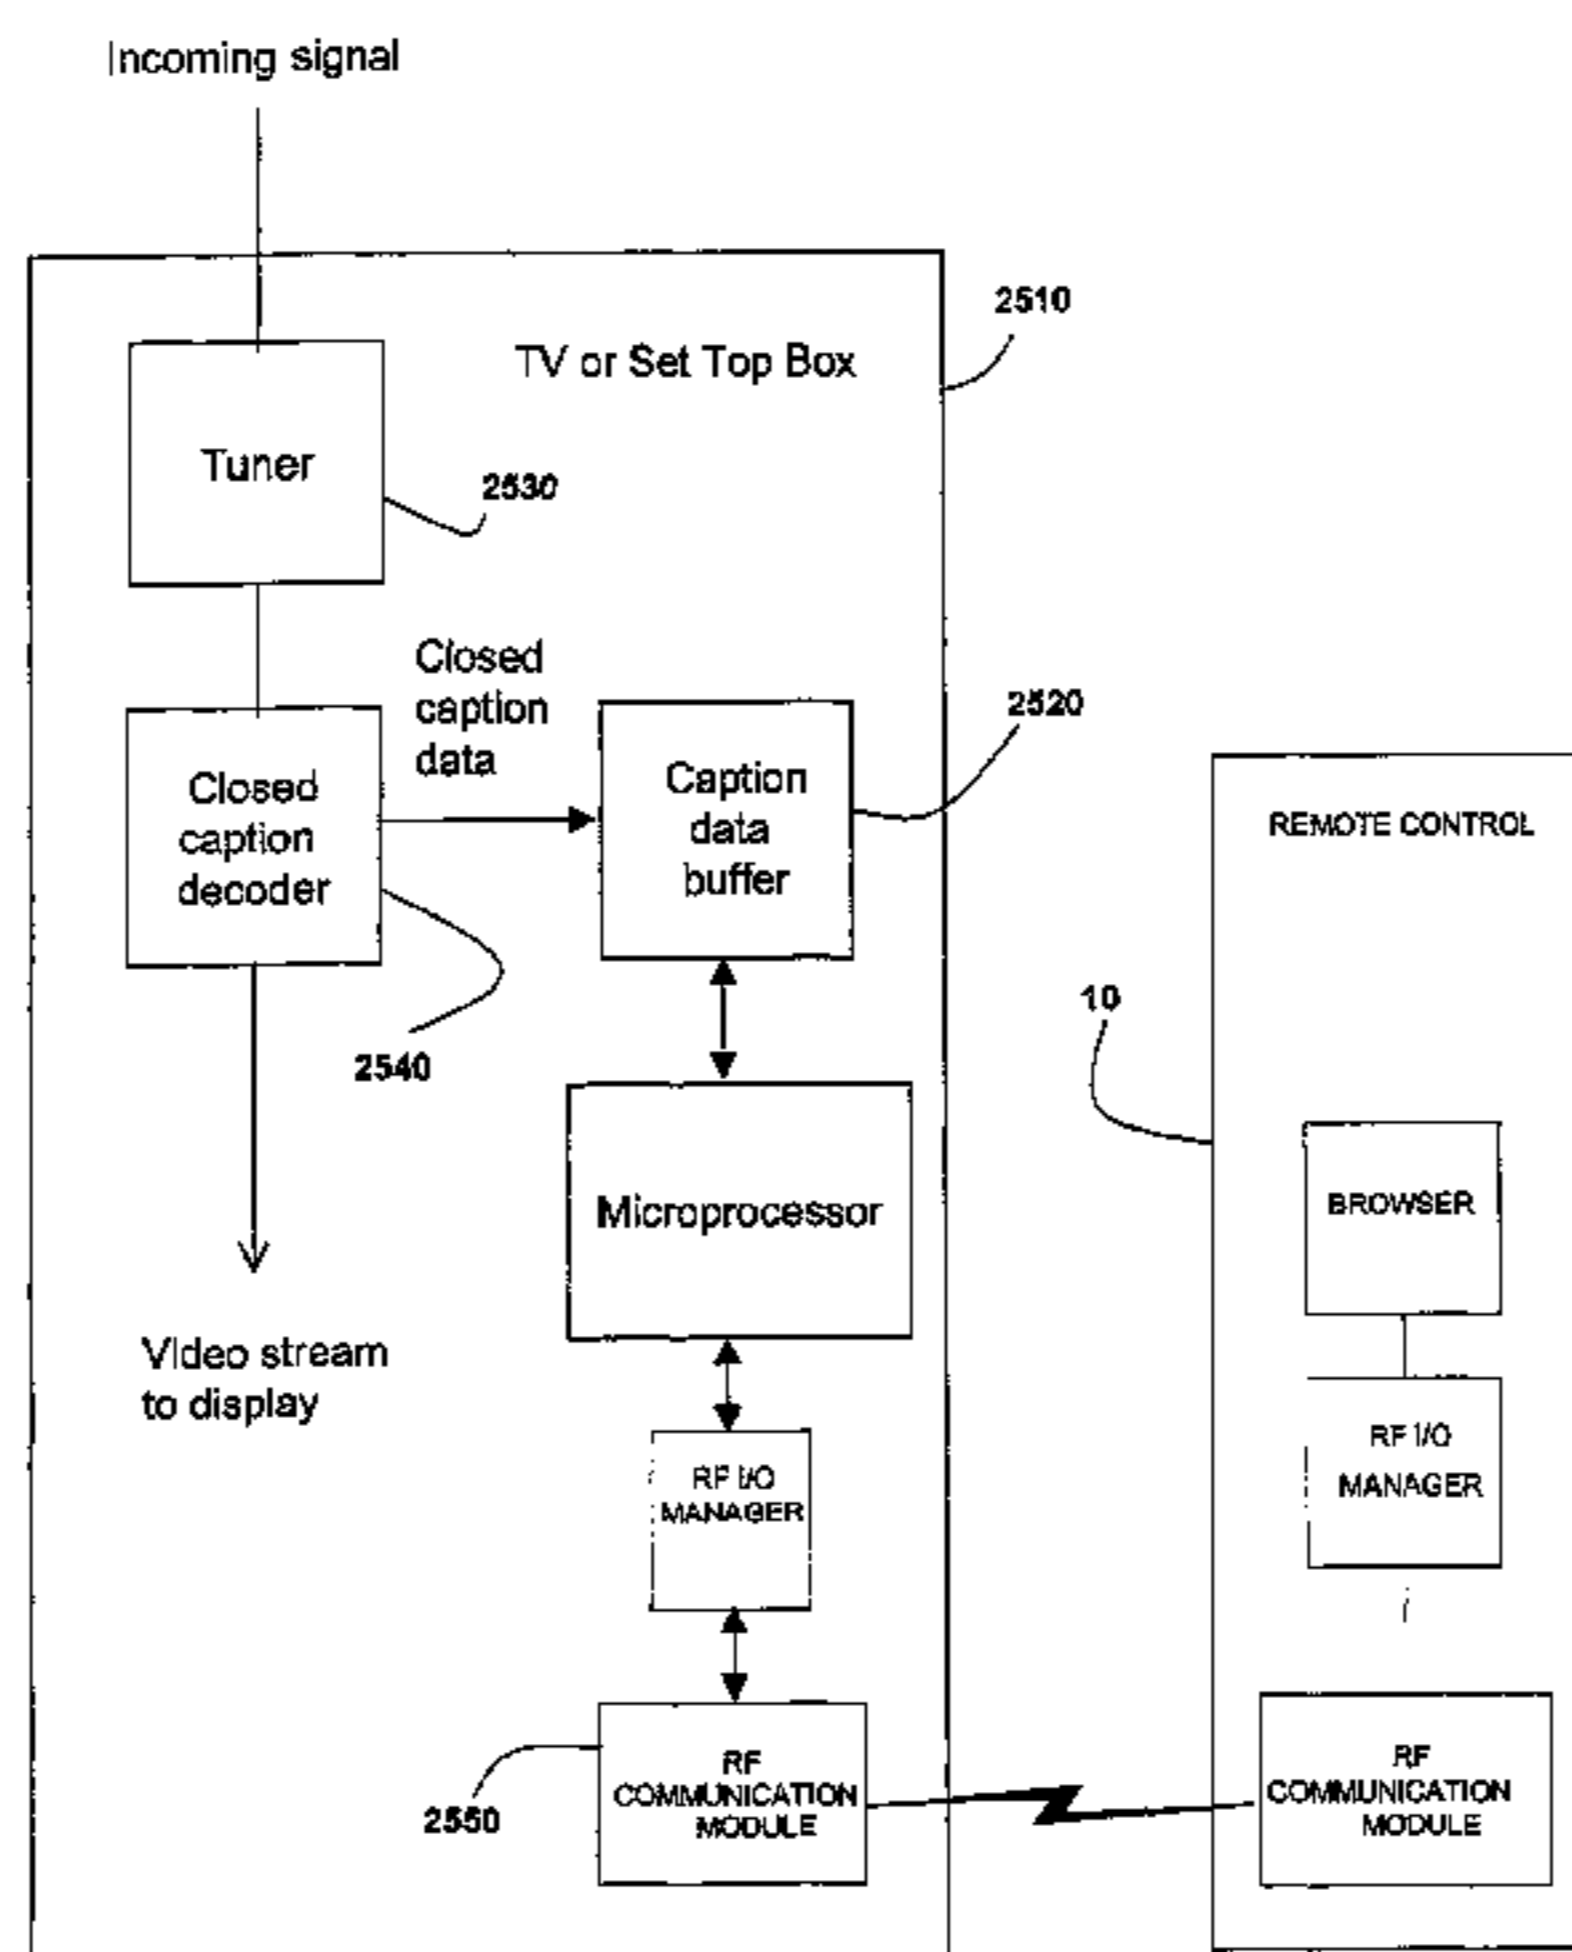 Incoming signal
2510
TV or Set Top Box
Tuner
2530
Closed
caption
data
2520
Closed
caption
decoder
Caption
data
buffer
REMOTE CONTROL
10
2540
Microprocessor
BROWSER
Video stream
to display
RF I/O
MANAGER
RF I/O
MANAGER
RF
COMMUNICATION
MODULE
2550
RF
COMMUNICATION
MODULE